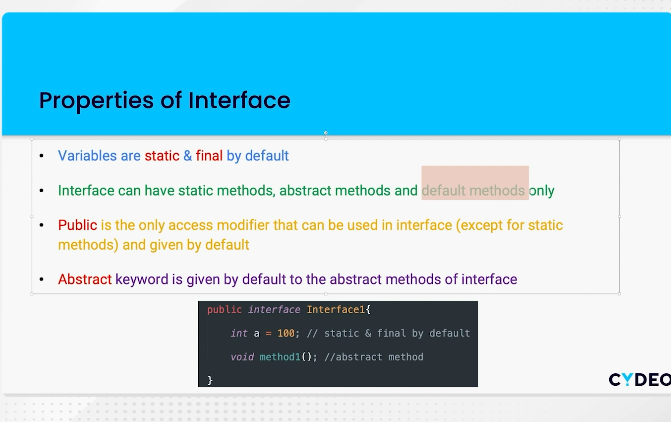 Properties of Interface
• Variables are static & final by default
• Interface can have static methods, abstract methods and default methods only
• Public is the only access modifier that can be used in interface (except for static
methods) and given by default
• Abstract keyword is given by default to the abstract methods of interface
public interface Interface1{
int a = 100; // static & final by default
void method1(); //abstract method
}
CYDEO